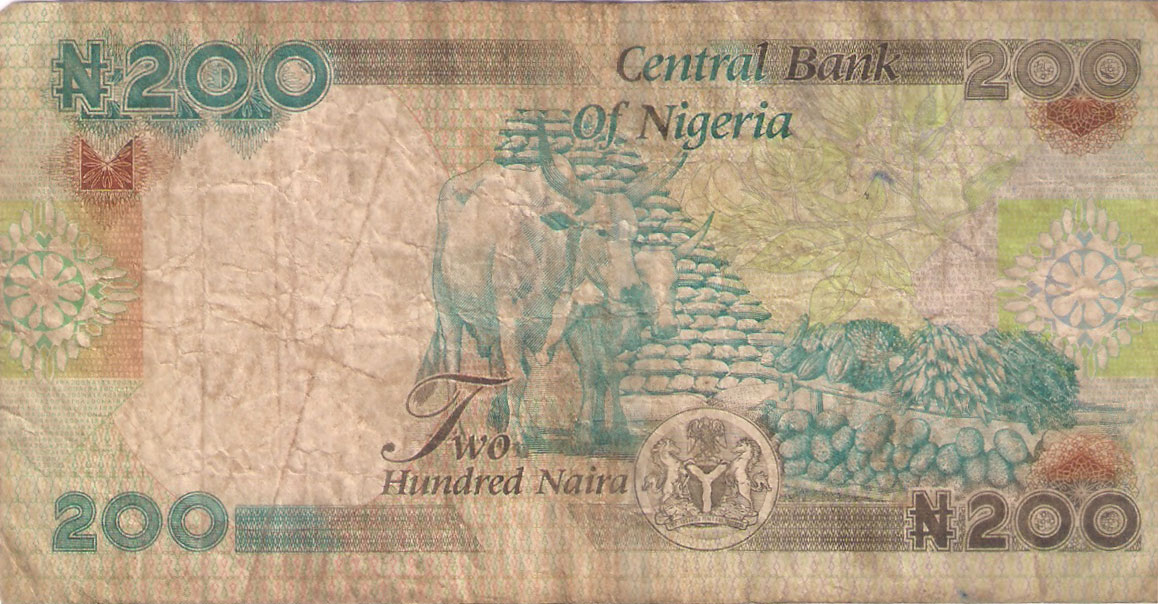 ₦200
Central Bank
Of Nigeria
200
Two
Hundred Naira
200
₦200